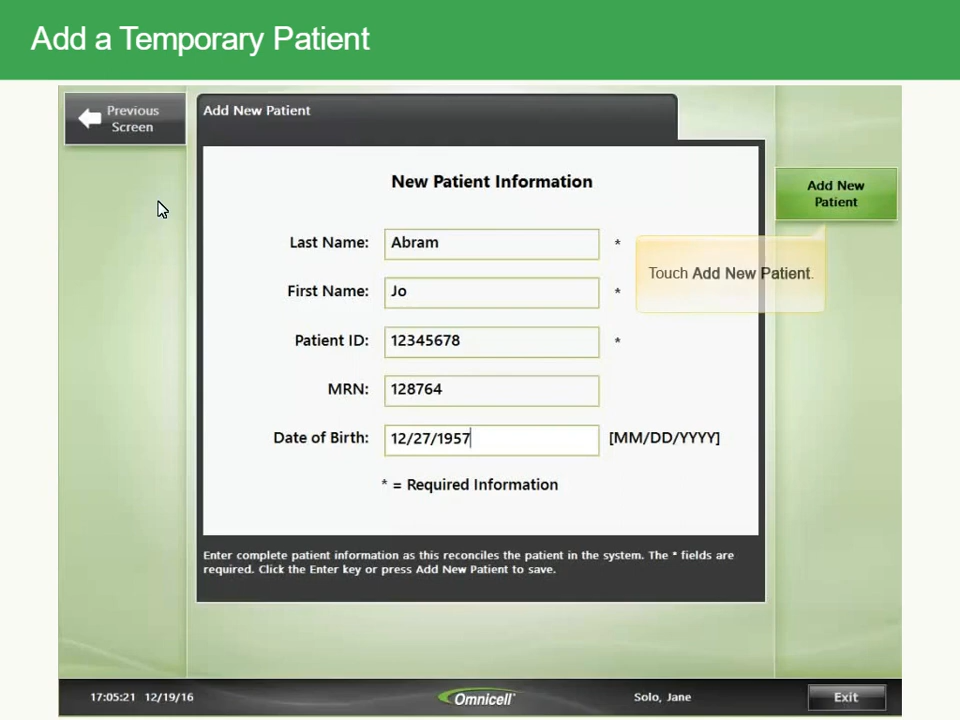 Add a Temporary Patient
Previous
Screen
Add New Patient
New Patient Information
Add New
Patient
Last Name: Abram *
Touch Add New Patient.
First Name: Jo *
Patient ID: 12345678 *
MRN: 128764
Date of Birth: 12/27/1957 [MM/DD/YYYY]
* = Required Information
Enter complete patient information as this reconciles the patient in the system. The * fields are
required. Click the Enter key or press Add New Patient to save.
17:05:21 12/19/16 Omnicell Solo, Jane Exit